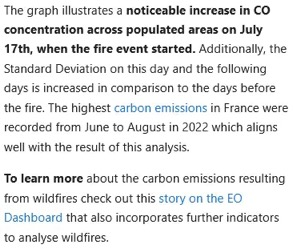 The graph illustrates a noticeable increase in CO
concentration across populated areas on July
17th, when the fire event started. Additionally, the
Standard Deviation on this day and the following
days is increased in comparison to the days before
the fire. The highest carbon emissions in France were
recorded from June to August in 2022 which aligns
well with the result of this analysis.
To learn more about the carbon emissions resulting
from wildfires check out this story on the EO
Dashboard that also incorporates further indicators
to analyse wildfires.